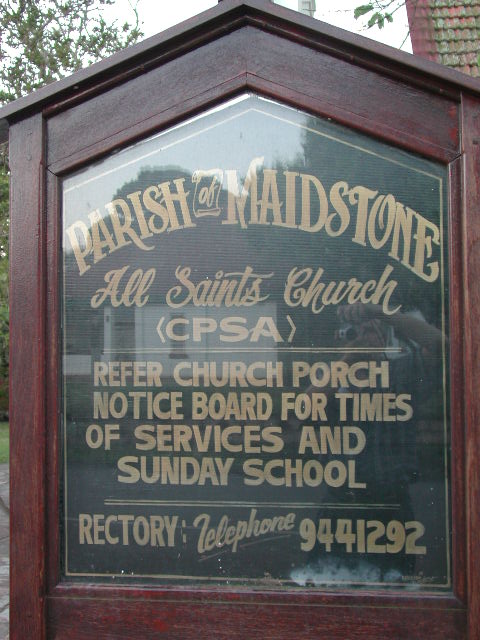 PARISH of MAIDSTONE
All Saints Church
(CPSA)
REFER CHURCH PORCH
NOTICE BOARD FOR TIMES
OF SERVICES AND
SUNDAY SCHOOL
RECTORY: Telephone 9441292